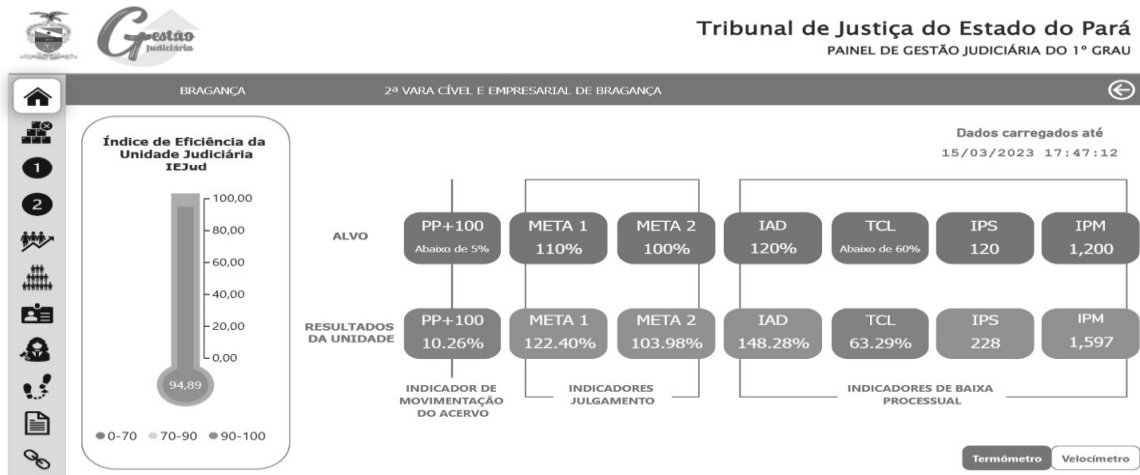 Gestão
Judiciária
Tribunal de Justiça do Estado do Pará
PAINEL DE GESTÃO JUDICIÁRIA DO 1º GRAU
BRAGANÇA
2ª VARA CÍVEL E EMPRESARIAL DE BRAGANÇA
Índice de Eficiência da
Unidade Judiciária
IEJud
100,00
80,00
60,00
40,00
20,00
0,00
94,89
0-70 70-90 90-100
1
2
Dados carregados até
15/03/2023 17:47:12
ALVO
PP+100
Abaixo de 5%
META 1
110%
META 2
100%
IAD
120%
TCL
Abaixo de 60%
IPS
120
IPM
1,200
RESULTADOS
DA UNIDADE
PP+100
10.26%
META 1
122.40%
META 2
103.98%
IAD
148.28%
TCL
63.29%
IPS
228
IPM
1,597
INDICADOR DE
MOVIMENTAÇÃO
DO ACERVO
INDICADORES
JULGAMENTO
INDICADORES DE BAIXA
PROCESSUAL
Termômetro
Velocímetro